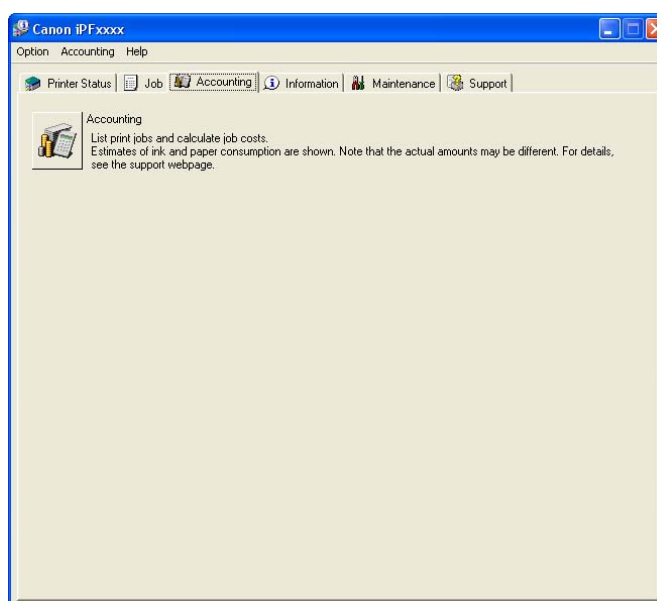 Canon iPFxxxx
Option Accounting Help
Printer Status Job Accounting Information Maintenance Support
Accounting
List print jobs and calculate job costs.
Estimates of ink and paper consumption are shown. Note that the actual amounts may be different. For details,
see the support webpage.